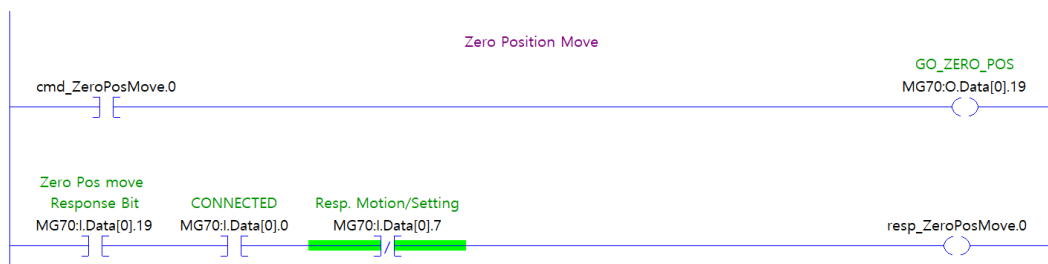 Zero Position Move
GO_ZERO_POS
cmd_ZeroPosMove.0
MG70:O.Data[0].19
Zero Pos move
Response Bit
CONNECTED
Resp. Motion/Setting
MG70:I.Data[0].19
MG70:I.Data[0].0
MG70:I.Data[0].7
resp_ZeroPosMove.0